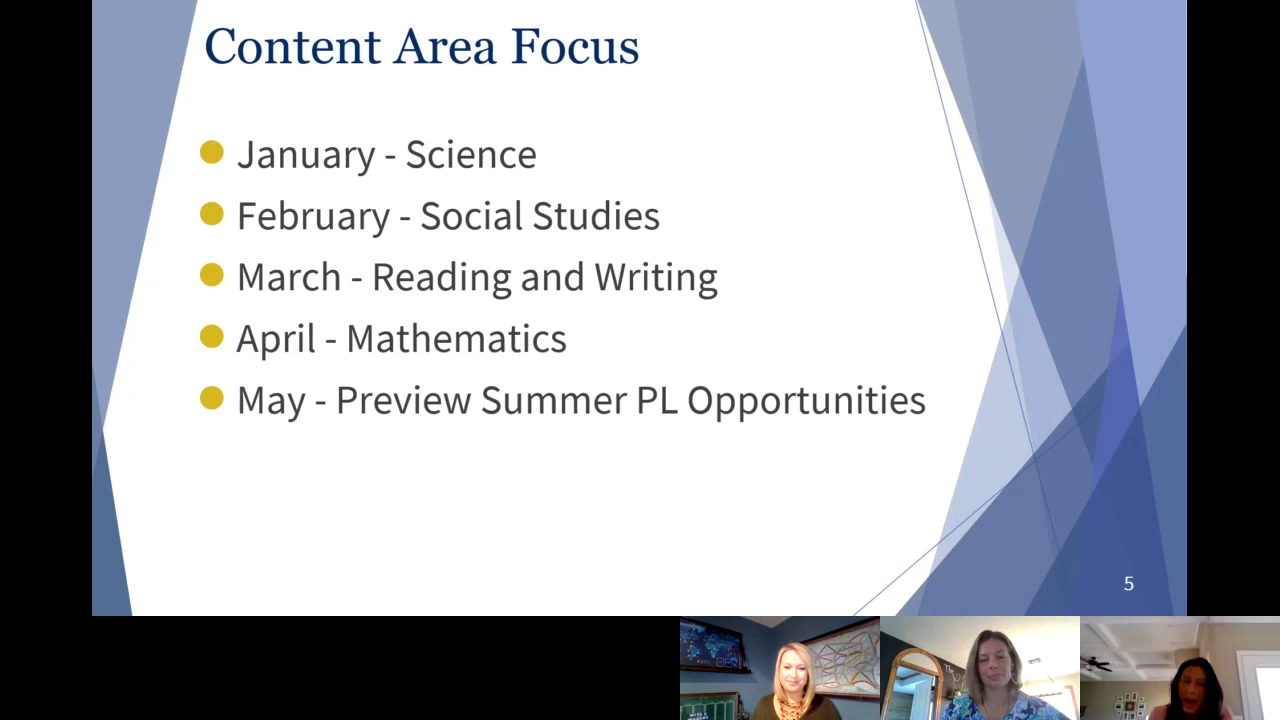 Content Area Focus
January - Science
February - Social Studies
March - Reading and Writing
April - Mathematics
May - Preview Summer PL Opportunities
5
The